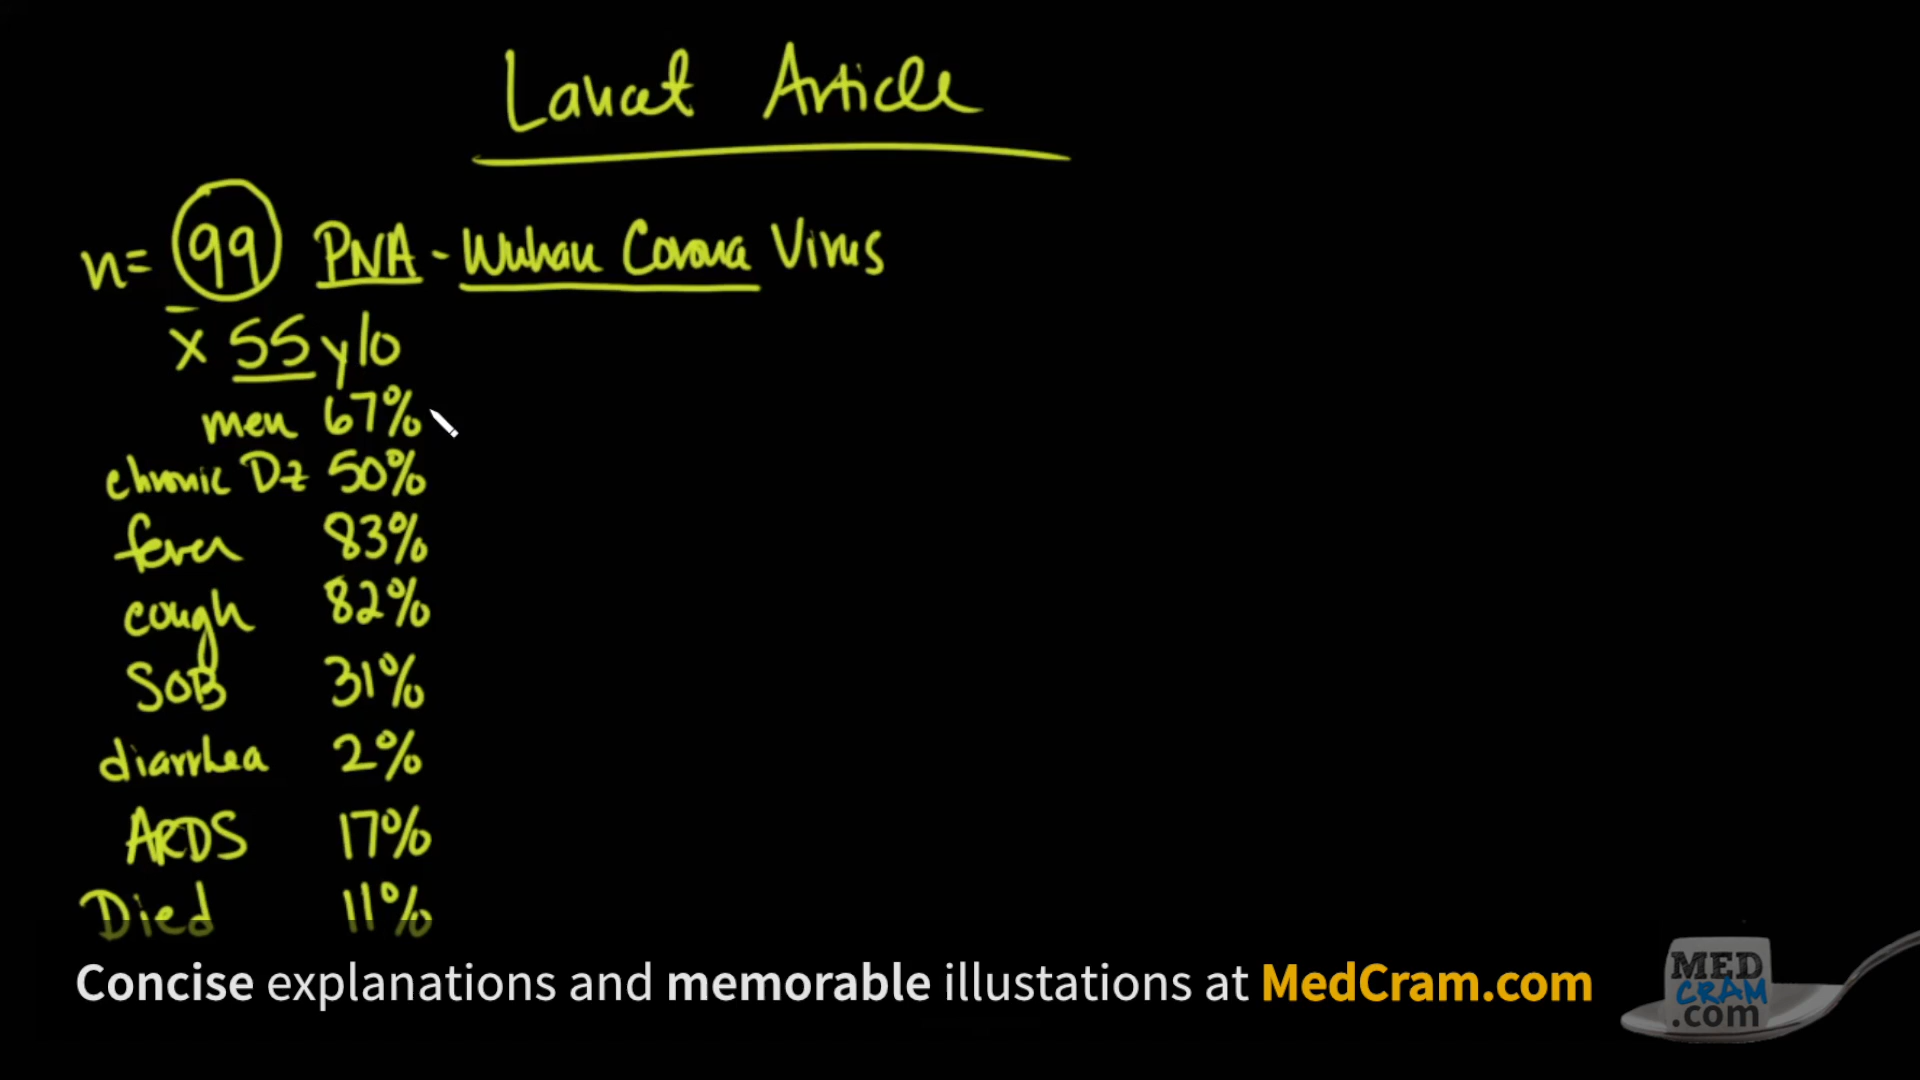 Lancet Article
n= 99 PNA - Wuhan Corona Virus
x̄ 55 y/o
men 67%
chronic Dz 50%
fever 83%
cough 82%
SOB 31%
diarrhea 2%
ARDS 17%
Died 11%
Concise explanations and memorable illustations at MedCram.com
MED
CRAM
.com